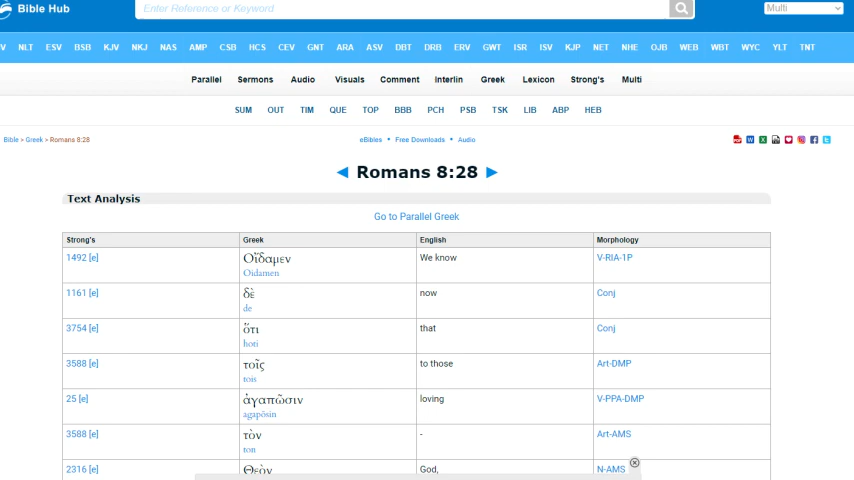 Bible Hub
Enter Reference or Keyword
Multi
V NLT ESV BSB KJV NKJ NAS AMP CSB HCS CEV GNT ARA ASV DBT DRB ERV GWT ISR ISV KJP NET NHE OJB WEB WBT WYC YLT TNT
Parallel Sermons Audio Visuals Comment Interlin Greek Lexicon Strong's Multi
SUM OUT TIM QUE TOP BBB PCH PSB TSK LIB ABP HEB
Bible > Greek > Romans 8:28
eBibles • Free Downloads • Audio
◄ Romans 8:28 ►
Text Analysis
Go to Parallel Greek
Strong's Greek English Morphology
1492 [e] Οἴδαμεν We know V-RIA-1P
Oidamen
1161 [e] δὲ now Conj
de
3754 [e] ὅτι that Conj
hoti
3588 [e] τοῖς to those Art-DMP
tois
25 [e] ἀγαπῶσιν loving V-PPA-DMP
agapōsin
3588 [e] τὸν - Art-AMS
ton
2316 [e] Θεὸν God, N-AMS